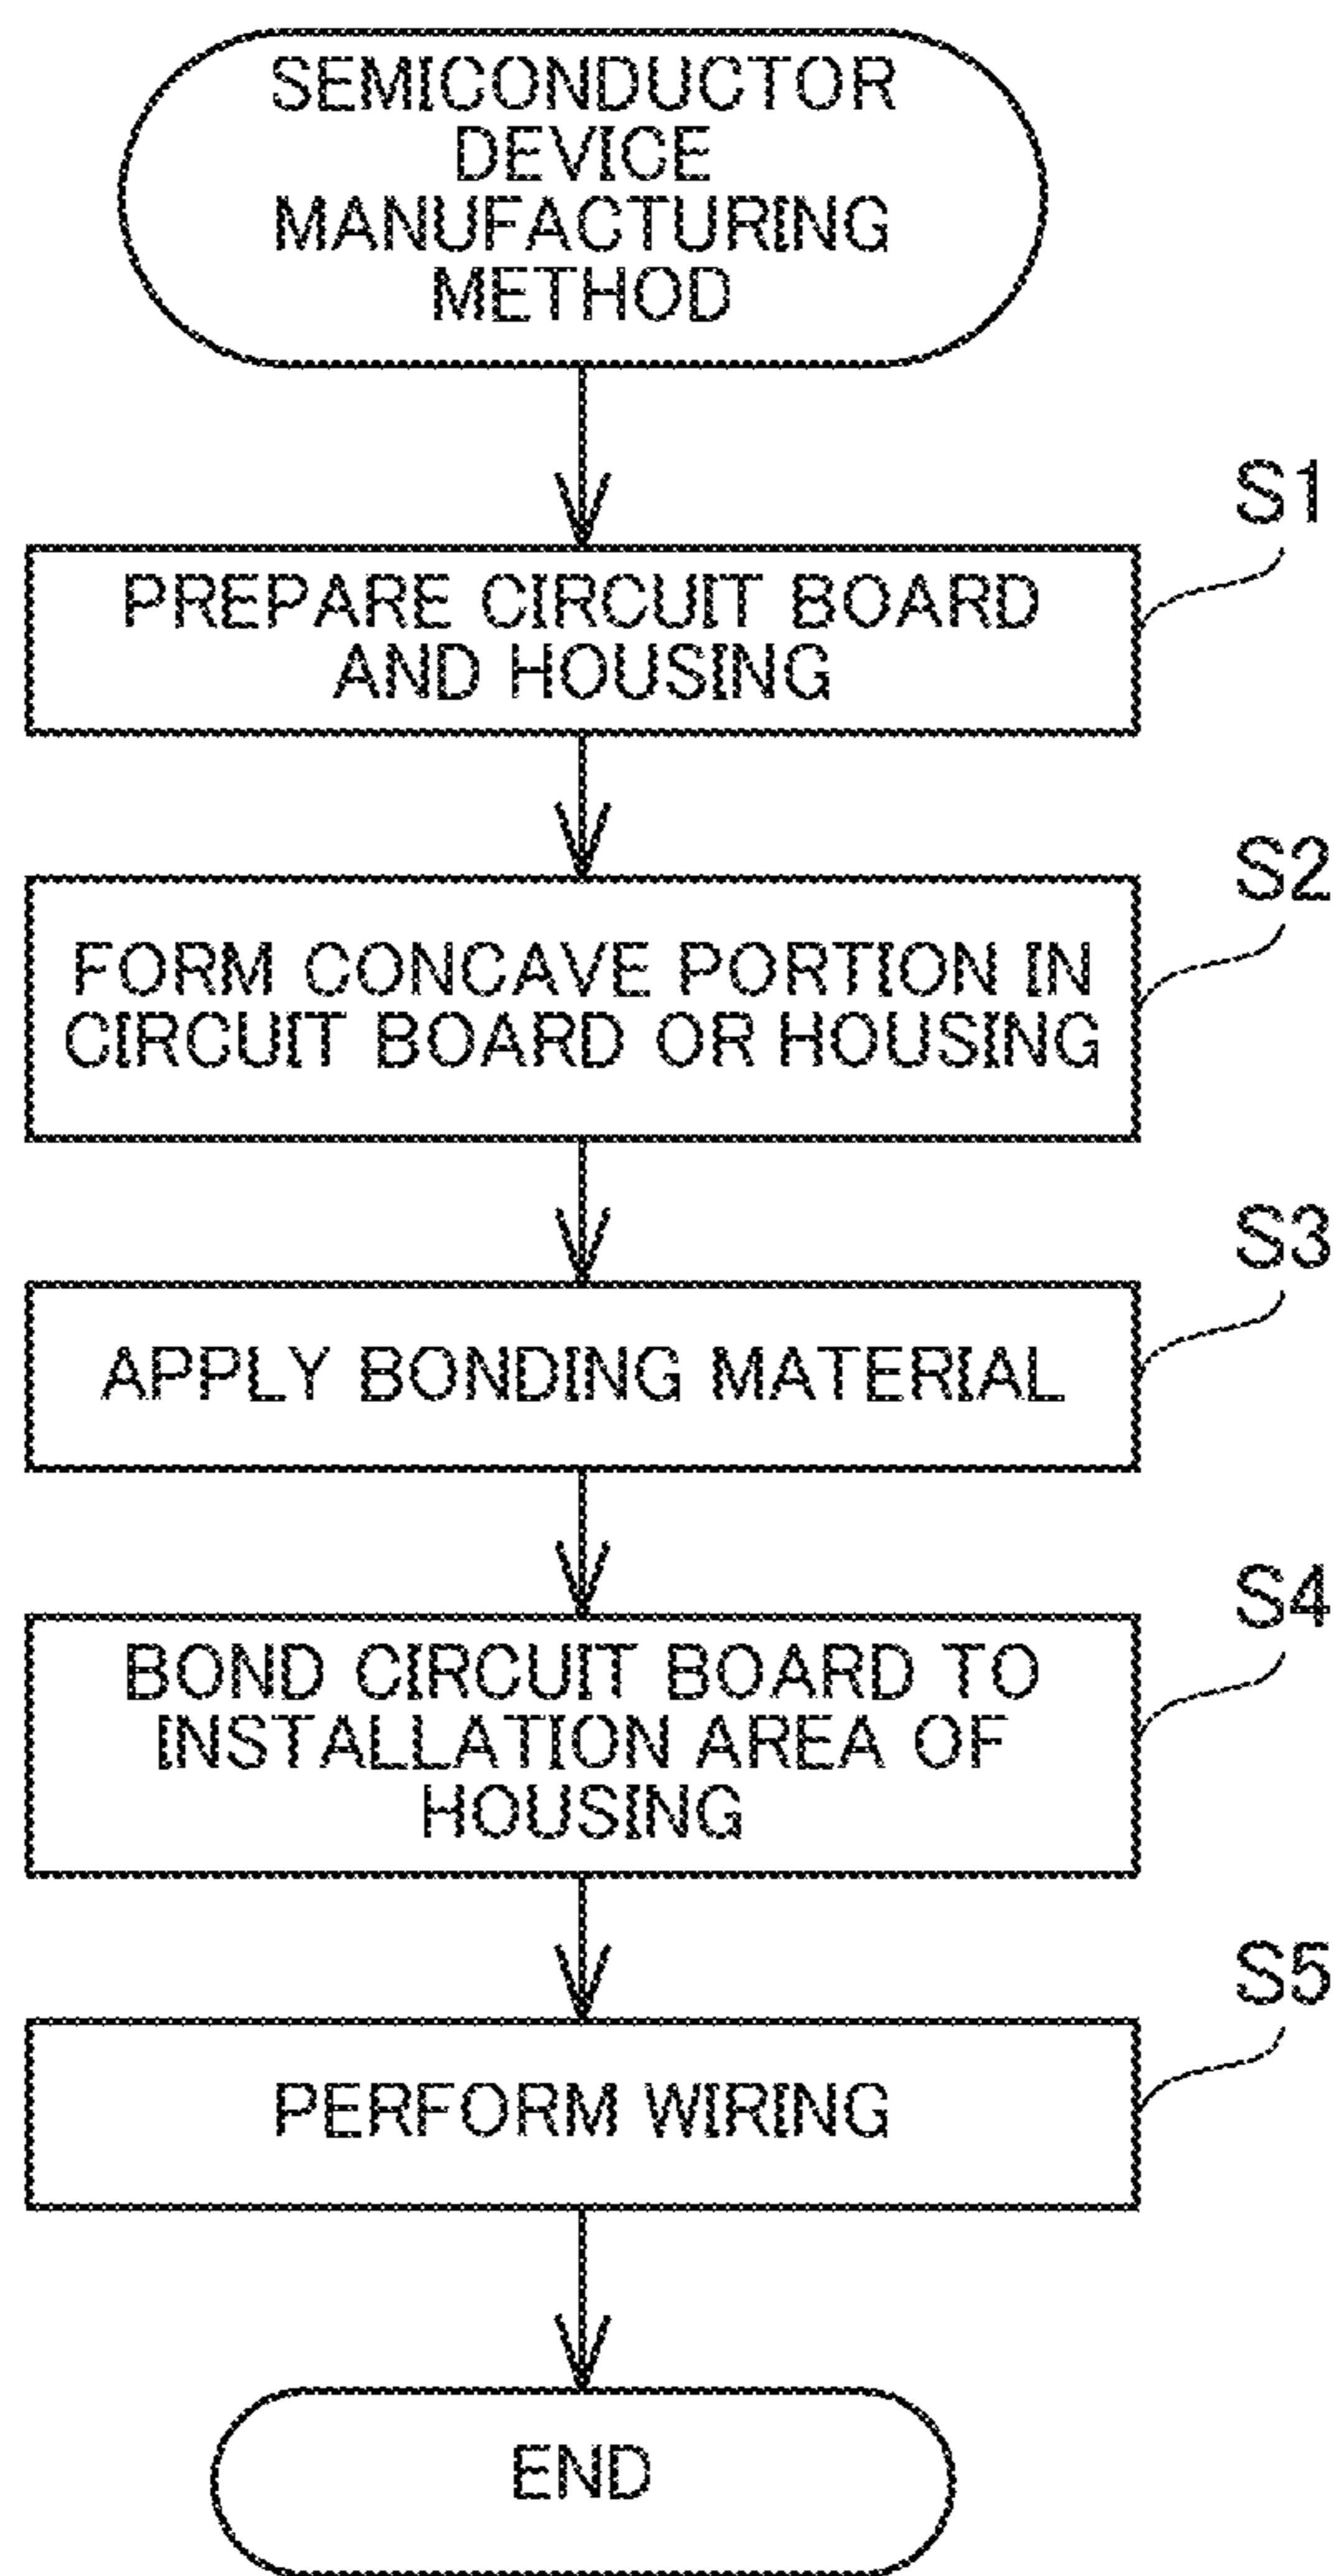 SEMICONDUCTOR
DEVICE
MANUFACTURING
METHOD
S1
PREPARE CIRCUIT BOARD
AND HOUSING
S2
FORM CONCAVE PORTION IN
CIRCUIT BOARD OR HOUSING
S3
APPLY BONDING MATERIAL
S4
BOND CIRCUIT BOARD TO
INSTALLATION AREA OF
HOUSING
S5
PERFORM WIRING
END